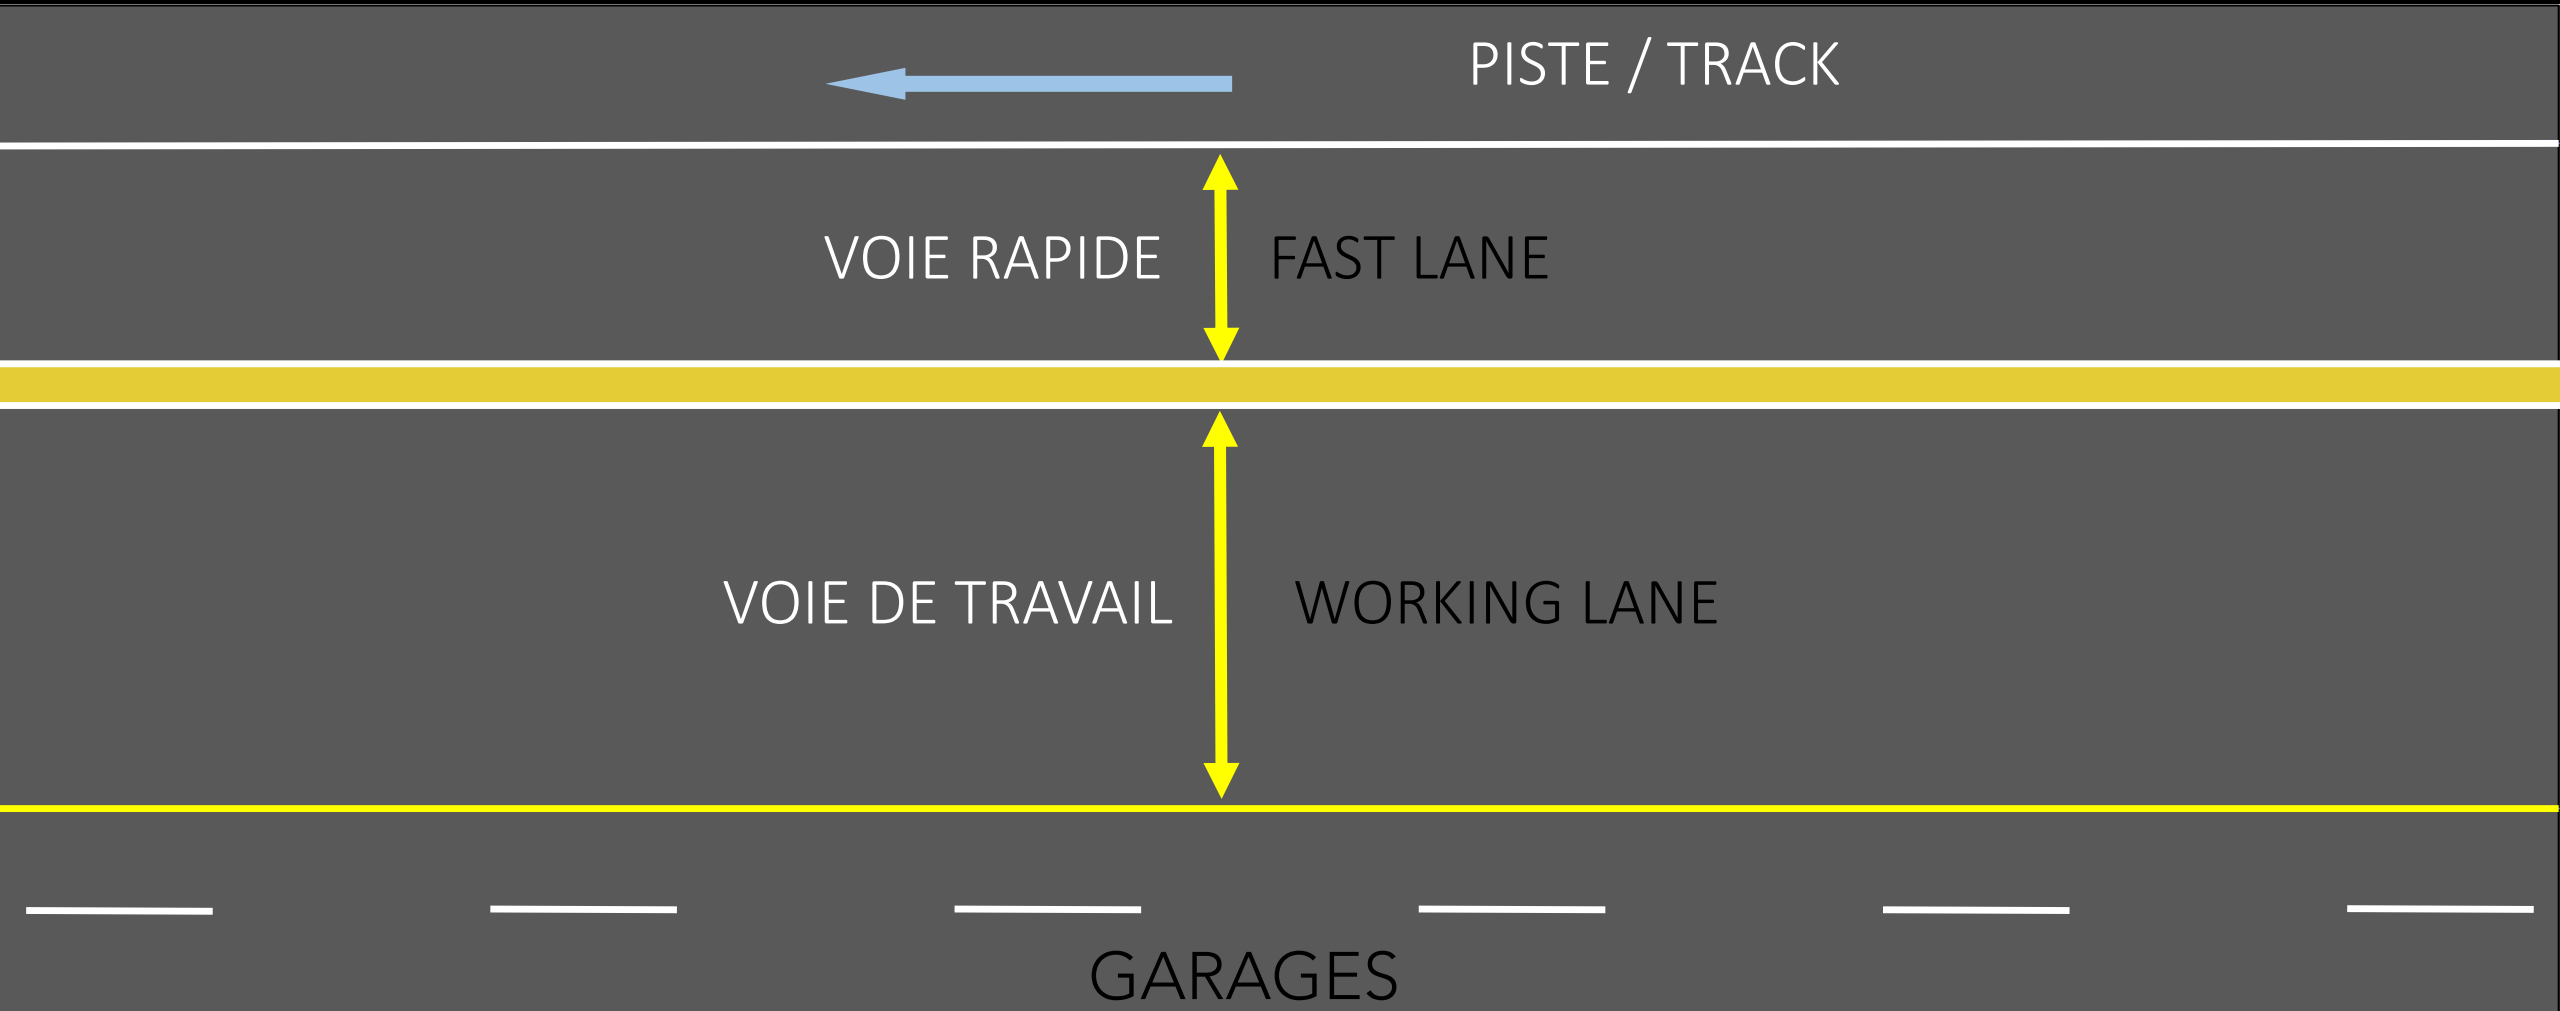 PISTE / TRACK
VOIE RAPIDE FAST LANE
VOIE DE TRAVAIL WORKING LANE
GARAGES